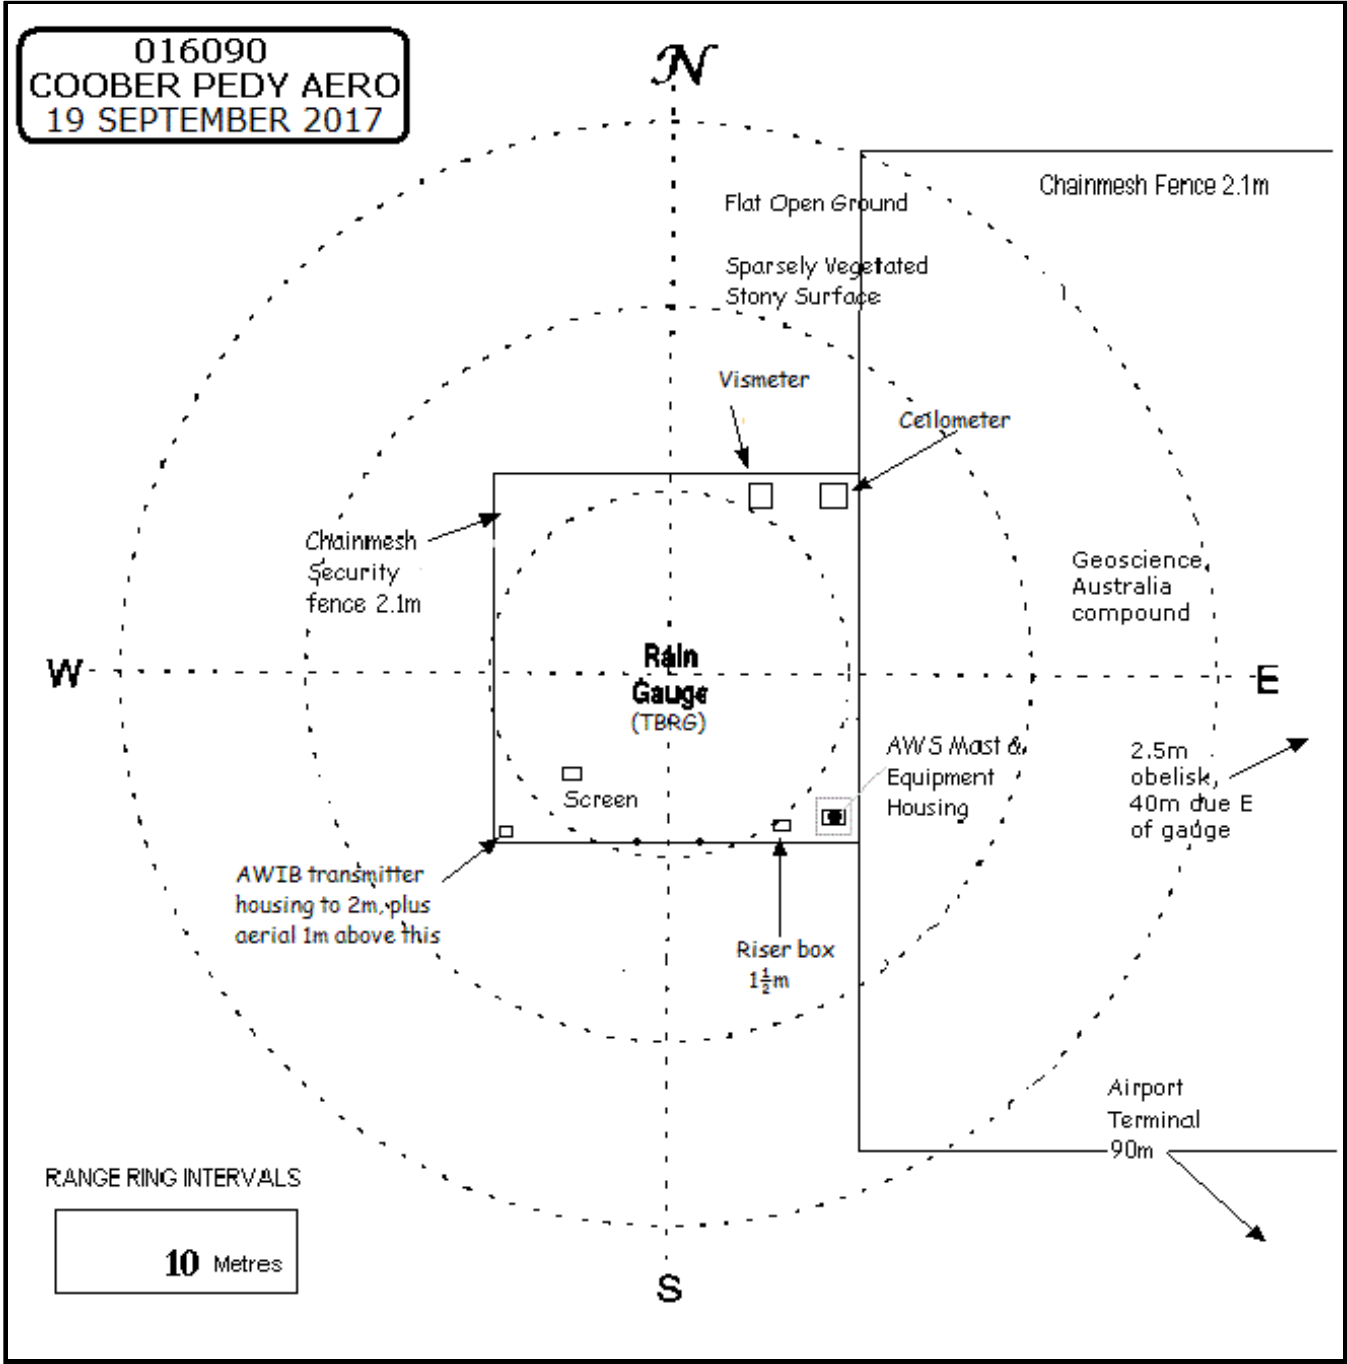 016090
COOBER PEDY AERO
19 SEPTEMBER 2017
N
Chainmesh Fence 2.1m
Flat Open Ground
Sparsely Vegetated
Stony Surface
Vismeter
Ceilometer
Chainmesh
Security
fence 2.1m
Geoscience
Australia
compound
W
Rain
Gauge
(TBRG)
E
AWS Mast &
Equipment
Housing
2.5m
obelisk,
40m due E
of gauge
Screen
AWIB transmitter
housing to 2m, plus
aerial 1m above this
Riser box
1½m
Airport
Terminal
90m
RANGE RING INTERVALS
10 Metres
S